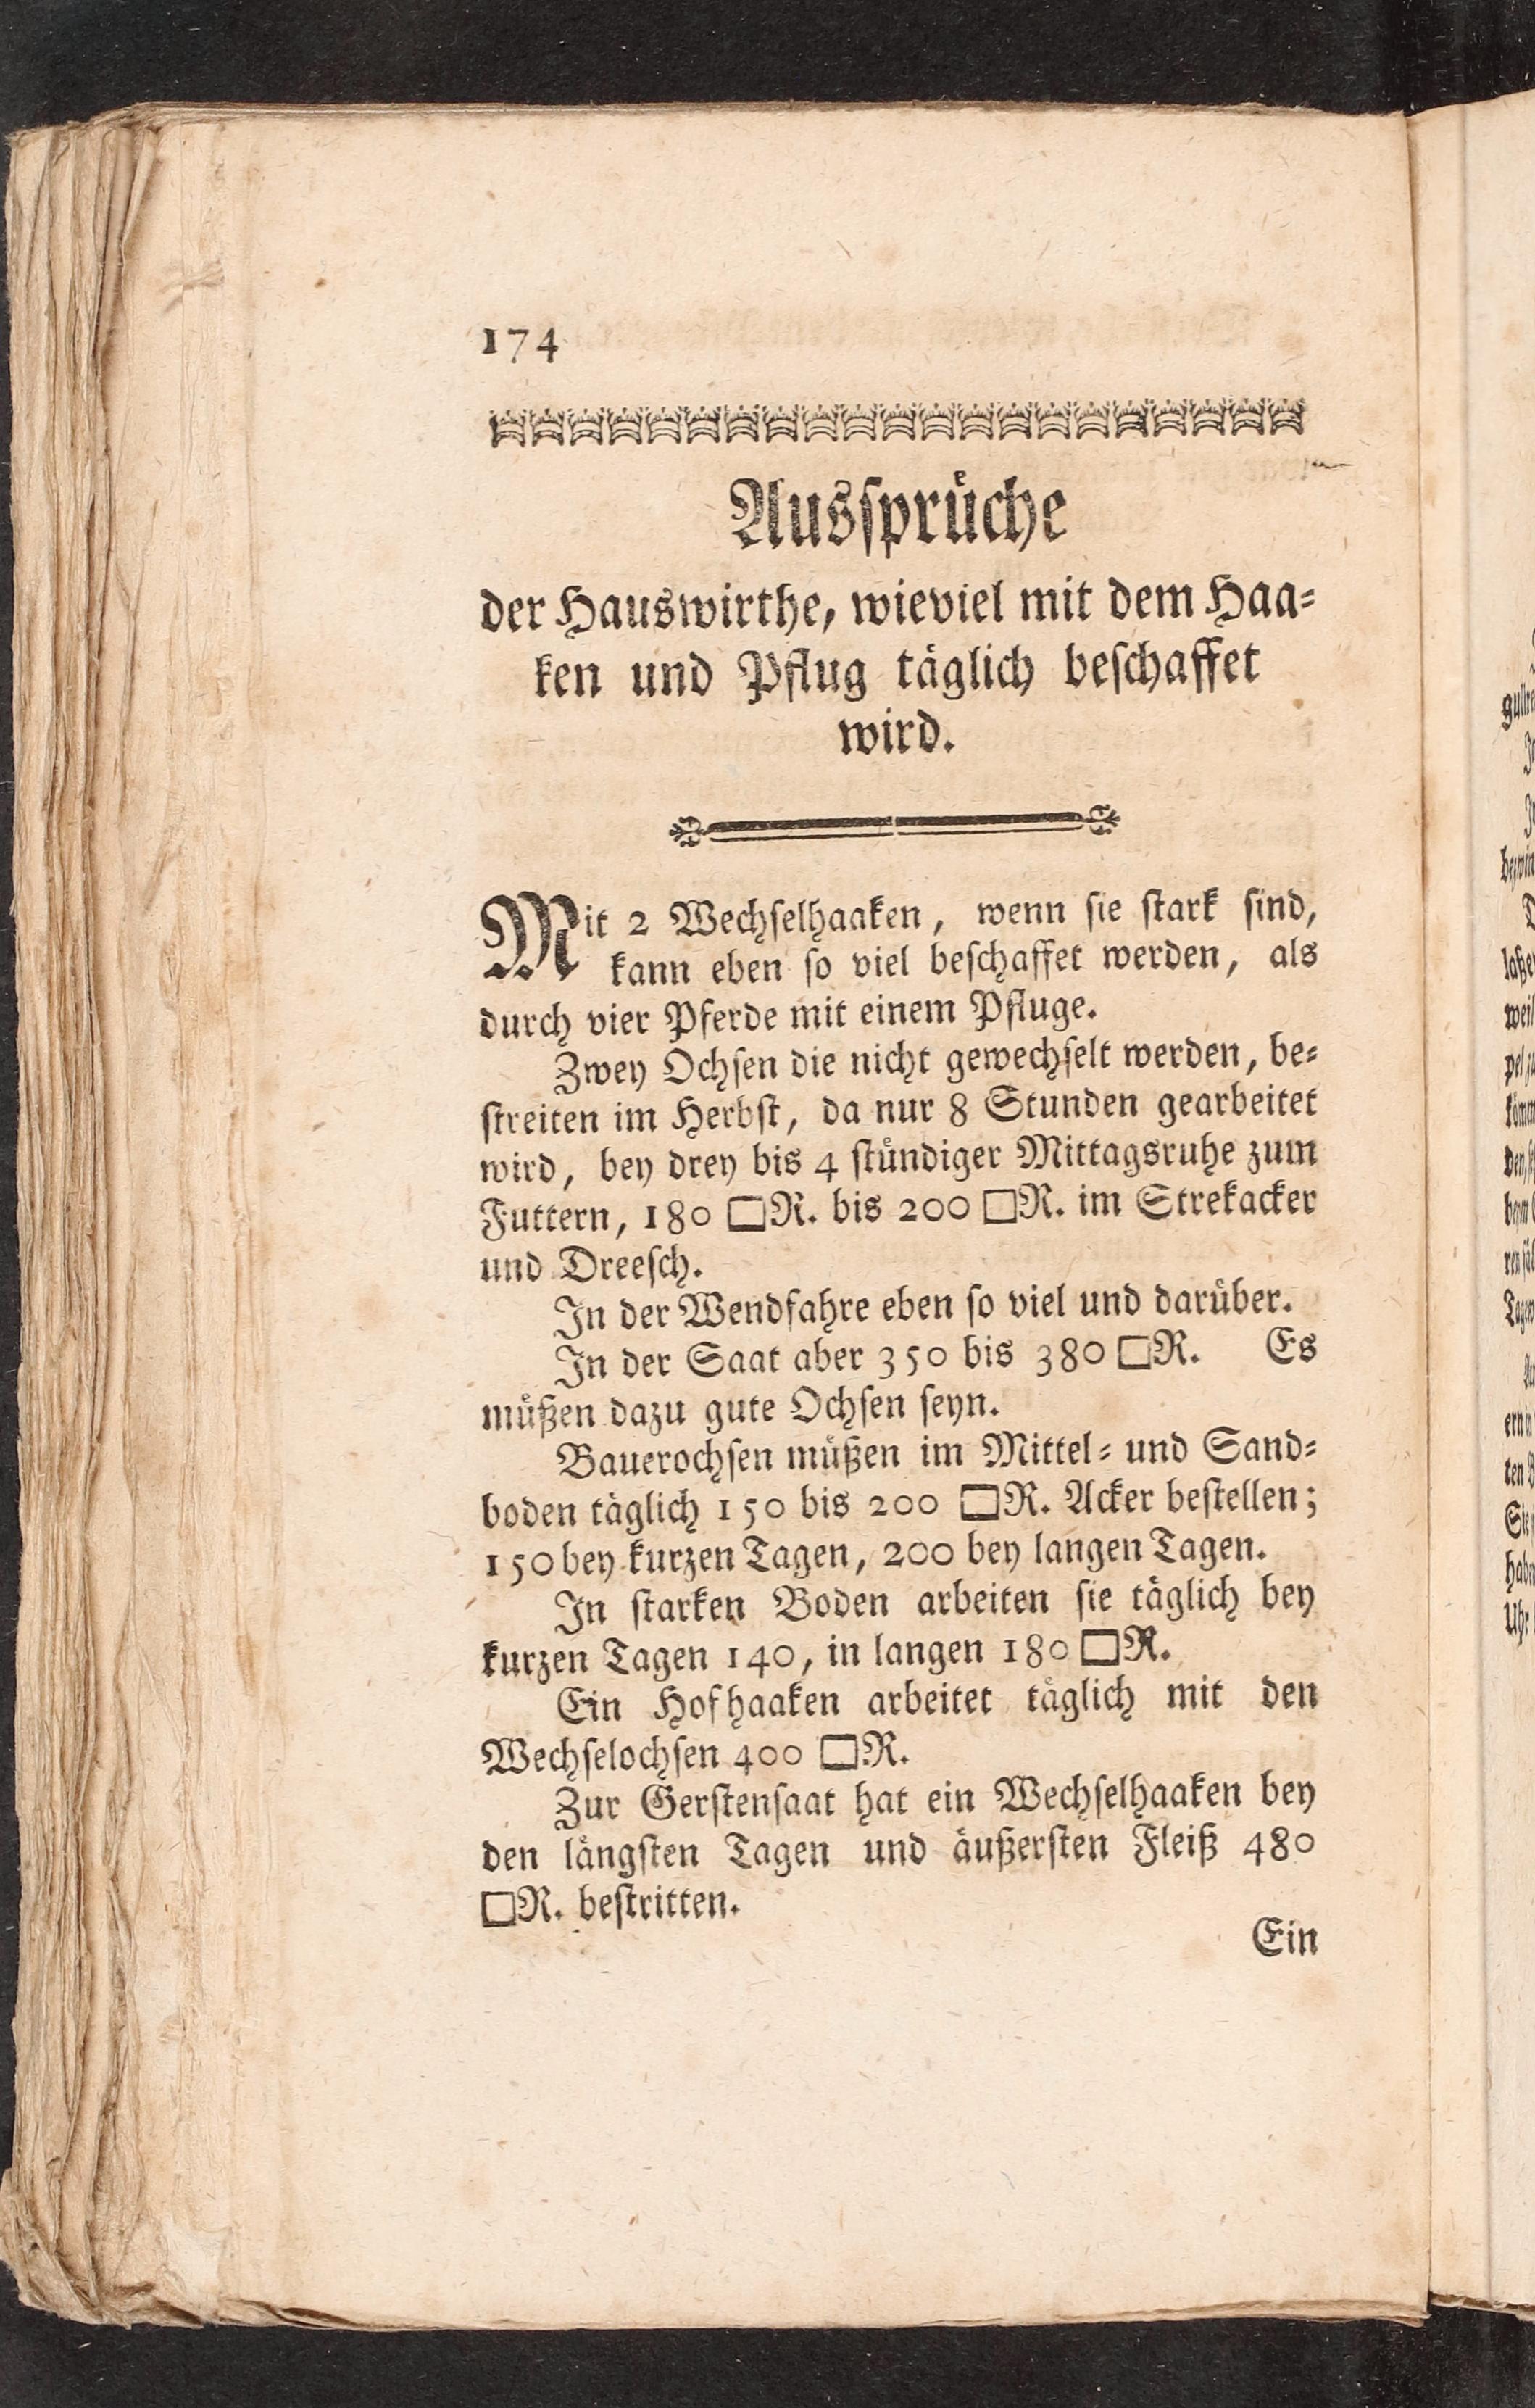 174
Ausſprüche
der Hauswirthe, wieviel mit dem Haa⸗
ken und Pflug täglich beſchaffet
wird.
Mit 2 Wechſelhaaken, wenn ſie ſtark ſind,
kann eben ſo viel beſchaffet werden, als
durch vier Pferde mit einem Pfluge.
Zwey Ochſen die nicht gewechſelt werden, be⸗
ſtreiten im Herbſt, da nur 8 Stunden gearbeitet
wird, bey drey bis 4 ſtündiger Mittagsruhe zum
Futtern, 180 □R. bis 200 □R. im Strekacker
und Dreeſch.
In der Wendfahre eben ſo viel und darüber.
In der Saat aber 350 bis 380 □R. Es
müßen dazu gute Ochſen ſeyn.
Bauerochſen müßen im Mittel⸗ und Sand⸗
boden täglich 150 bis 200 □R. Acker beſtellen;
150 bey kurzen Tagen, 200 bey langen Tagen.
In ſtarken Boden arbeiten ſie täglich bey
kurzen Tagen 140, in langen 180 □R.
Ein Hofhaaken arbeitet täglich mit den
Wechſelochſen 400 □R.
Zur Gerſtenſaat hat ein Wechſelhaaken bey
den längſten Tagen und äußerſten Fleiß 480
□R. beſtritten.
Ein